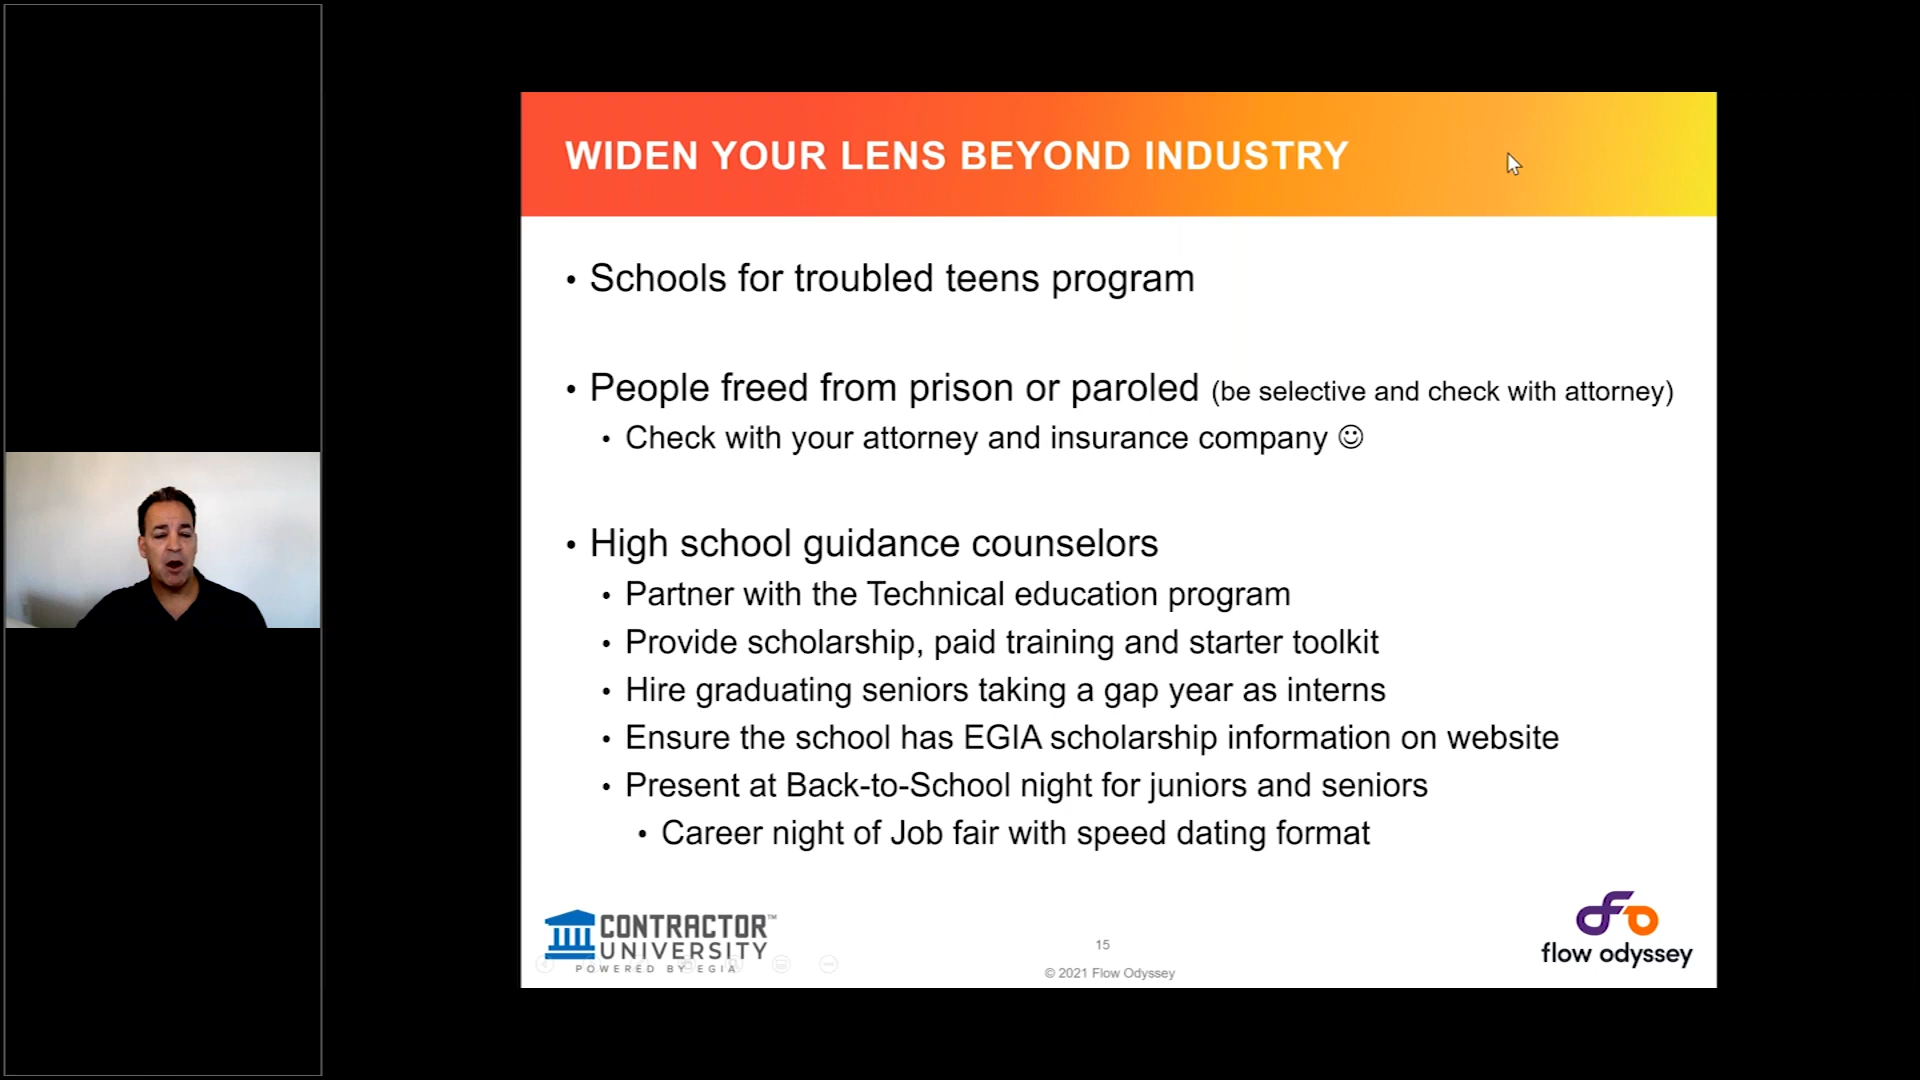 WIDEN YOUR LENS BEYOND INDUSTRY
• Schools for troubled teens program
• People freed from prison or paroled (be selective and check with attorney)
• Check with your attorney and insurance company ☺
• High school guidance counselors
• Partner with the Technical education program
• Provide scholarship, paid training and starter toolkit
• Hire graduating seniors taking a gap year as interns
• Ensure the school has EGIA scholarship information on website
• Present at Back-to-School night for juniors and seniors
• Career night of Job fair with speed dating format
CONTRACTOR™
UNIVERSITY
POWERED BY EGIA
15
© 2021 Flow Odyssey
flow odyssey